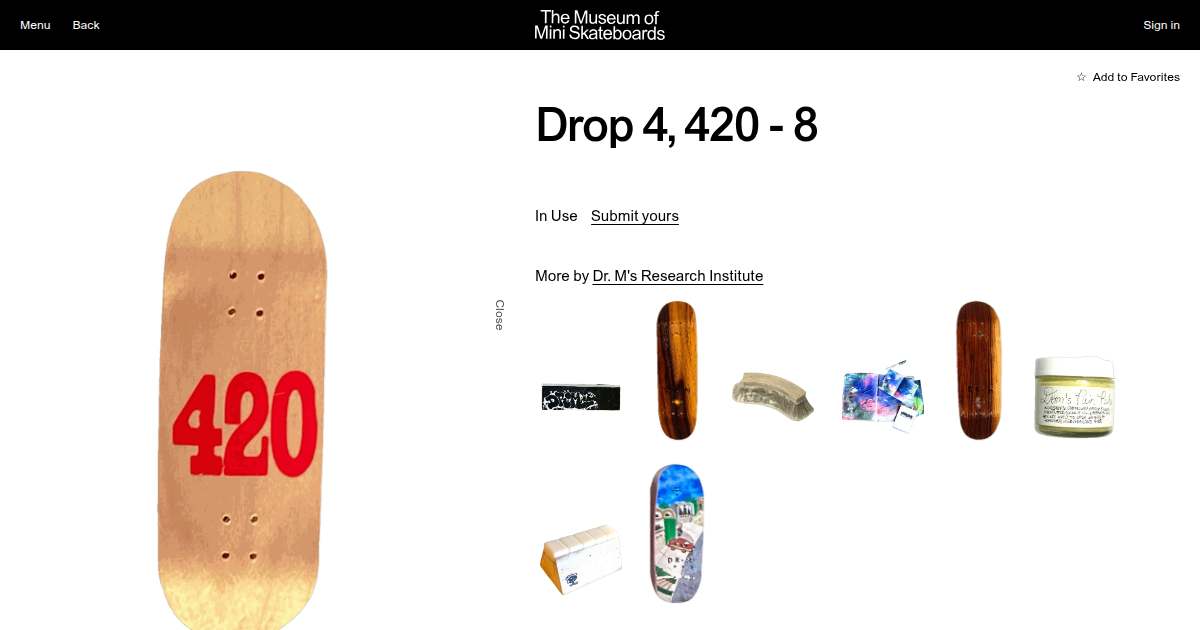 Menu Back
The Museum of
Mini Skateboards
Sign in
☆ Add to Favorites
Drop 4, 420 - 8
In Use Submit yours
More by Dr. M's Research Institute
Close
420